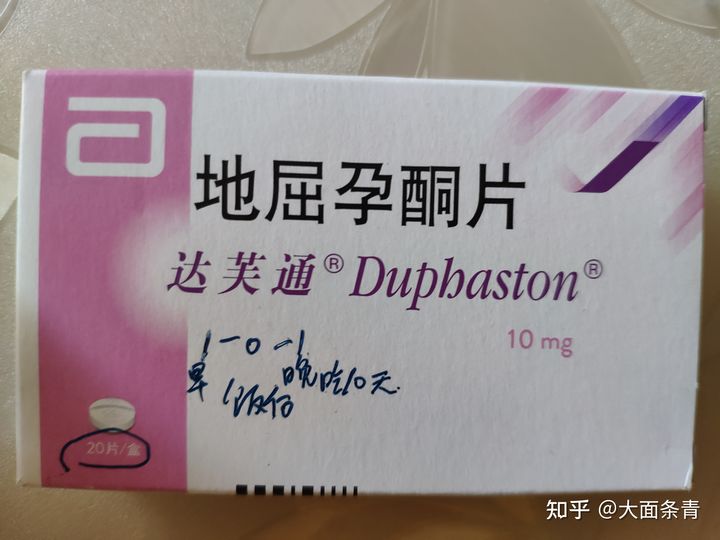 地屈孕酮片
达芙通® Duphaston®
10 mg
1-0-1
早 晚吃10天.
饭后
20片/盒
知乎 @大面条青